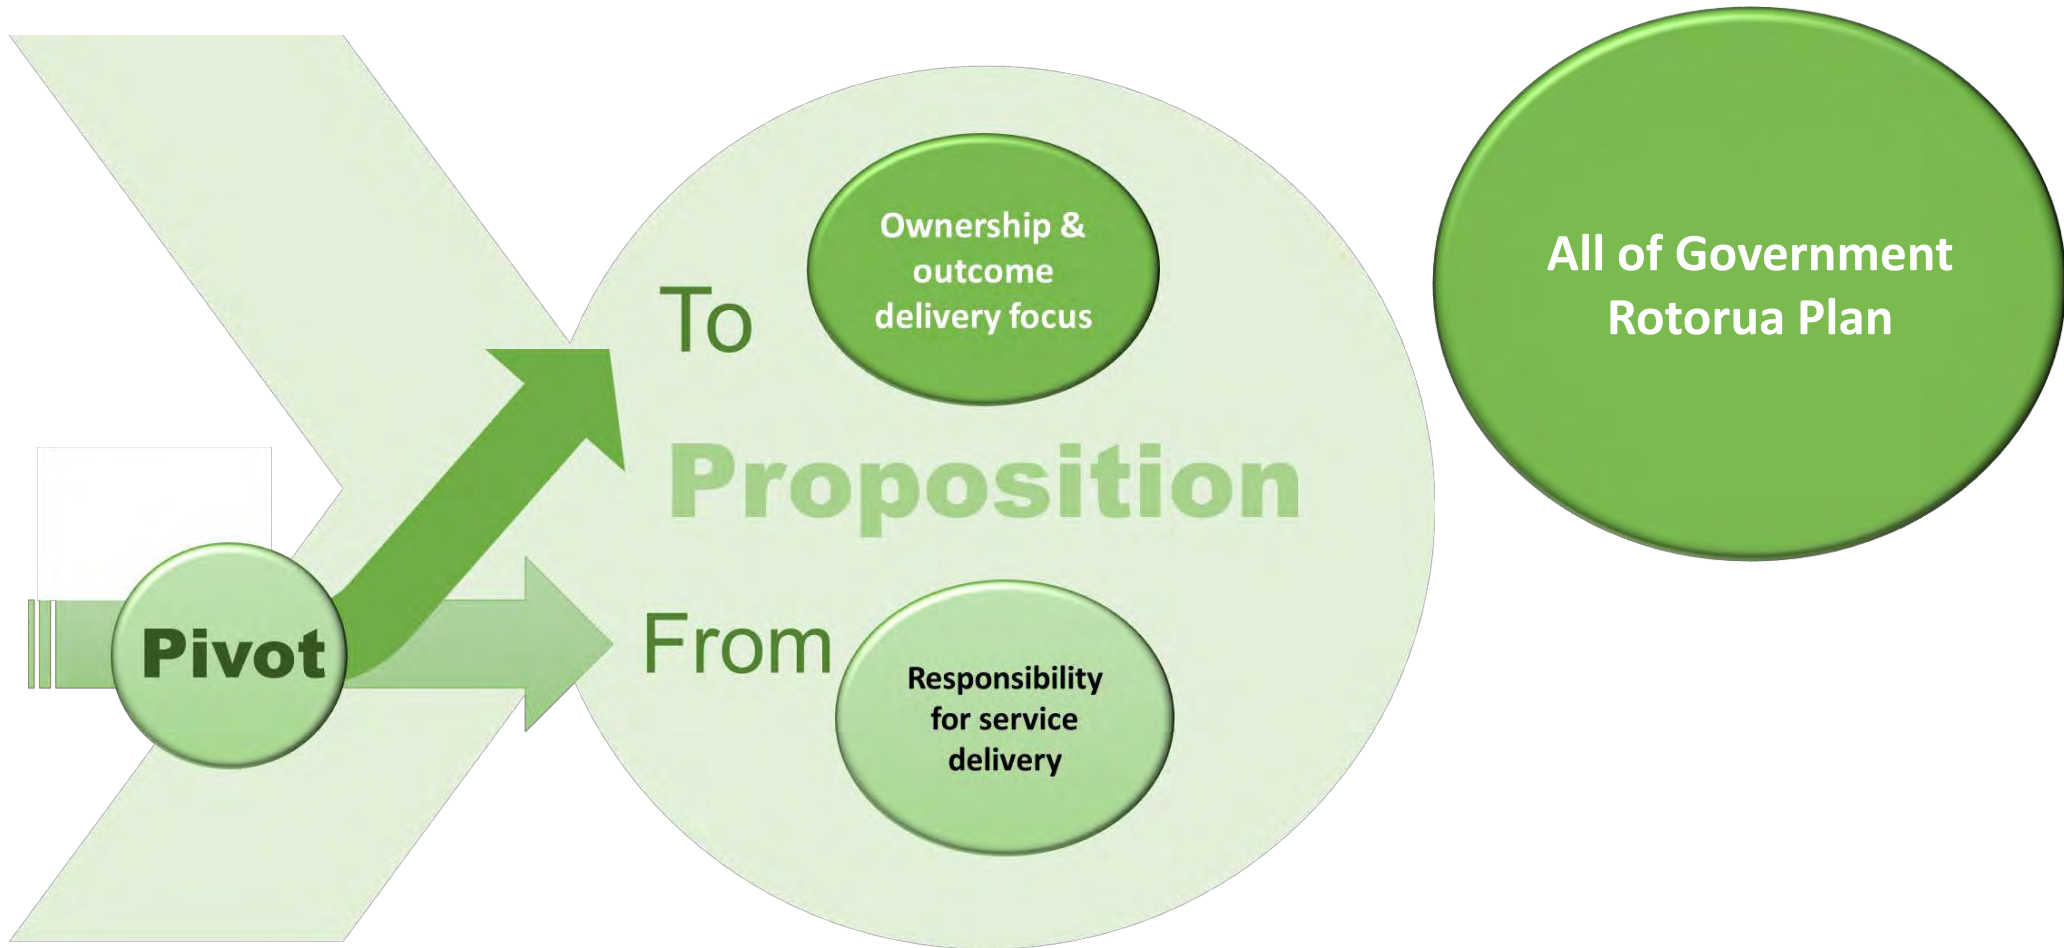 To
Ownership &
outcome
delivery focus
All of Government
Rotorua Plan
Proposition
Pivot
From
Responsibility
for service
delivery